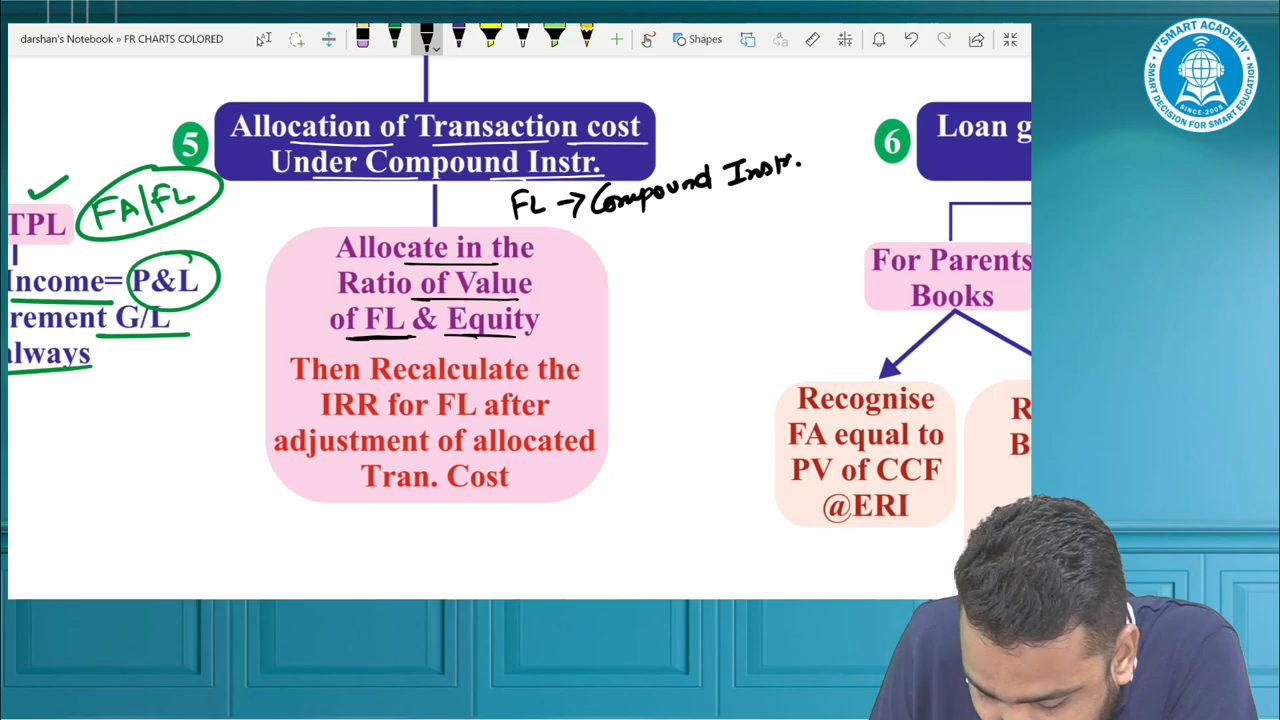 darshan's Notebook » FR CHARTS COLORED
Shapes
V'SMART ACADEMY
SINCE-2009
SMART DECISION FOR SMART EDUCATION
5
Allocation of Transaction cost
Under Compound Instr.
FL → Compound Instr.
Allocate in the
Ratio of Value
of FL & Equity
Then Recalculate the
IRR for FL after
adjustment of allocated
Tran. Cost
FA/FL
TPL
Income= P&L
rement G/L
always
6
Loan g
For Parents
Books
Recognise
FA equal to
PV of CCF
@ERI
R
B